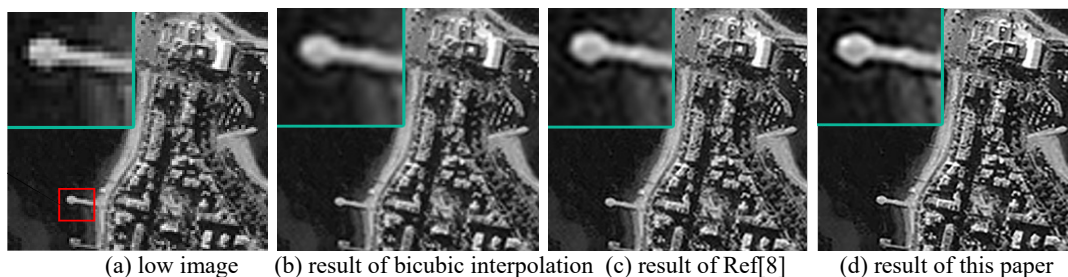 (a) low image (b) result of bicubic interpolation (c) result of Ref[8] (d) result of this paper